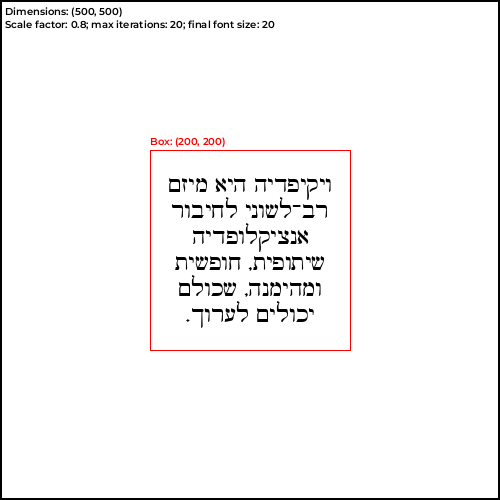 Dimensions: (500, 500)
Scale factor: 0.8; max iterations: 20; final font size: 20
Box: (200, 200)
ויקיפדיה היא מיזם
רב־לשוני לחיבור
אנציקלופדיה
שיתופית, חופשית
ומהימנה, שכולם
יכולים לערוך.